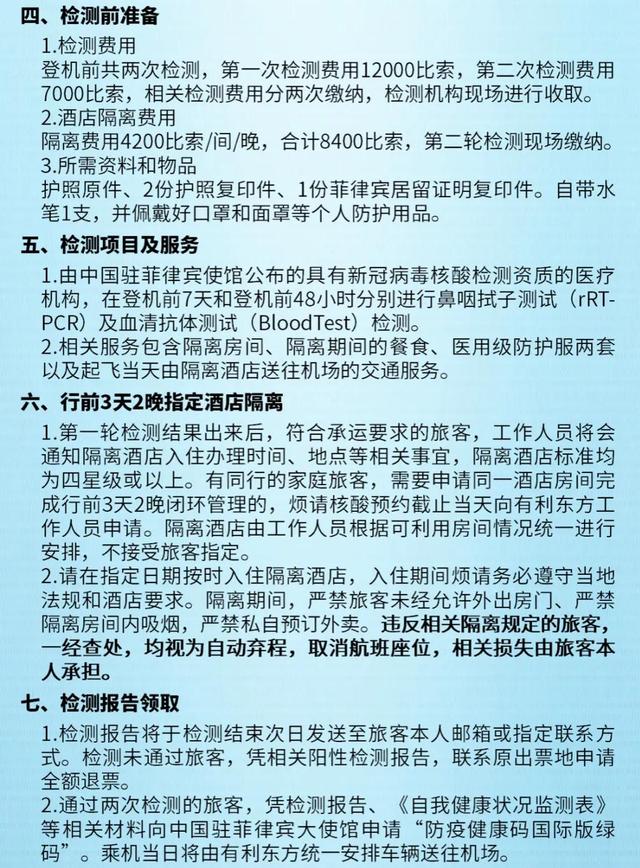 四、检测前准备
1.检测费用
登机前共两次检测，第一次检测费用12000比索，第二次检测费用
7000比索，相关检测费用分两次缴纳，检测机构现场进行收取。
2.酒店隔离费用
隔离费用4200比索/间/晚，合计8400比索，第二轮检测现场缴纳。
3.所需资料和物品
护照原件、2份护照复印件、1份菲律宾居留证明复印件。自带水
笔1支，并佩戴好口罩和面罩等个人防护用品。
五、检测项目及服务
1.由中国驻菲律宾使馆公布的具有新冠病毒核酸检测资质的医疗
机构，在登机前7天和登机前48小时分别进行鼻咽拭子测试（rRT-
PCR）及血清抗体测试（BloodTest）检测。
2.相关服务包含隔离房间、隔离期间的餐食、医用级防护服两套
以及起飞当天由隔离酒店送往机场的交通服务。
六、行前3天2晚指定酒店隔离
1.第一轮检测结果出来后，符合承运要求的旅客，工作人员将会
通知隔离酒店入住办理时间、地点等相关事宜，隔离酒店标准均
为四星级或以上。有同行的家庭旅客，需要申请同一酒店房间完
成行前3天2晚闭环管理的，烦请核酸预约截止当天向有利东方工
作人员申请。隔离酒店由工作人员根据可利用房间情况统一进行
安排，不接受旅客指定。
2.请在指定日期按时入住隔离酒店，入住期间烦请务必遵守当地
法规和酒店要求。隔离期间，严禁旅客未经允许外出房门、严禁
隔离房间内吸烟，严禁私自预订外卖。违反相关隔离规定的旅客，
一经查处，均视为自动弃程，取消航班座位，相关损失由旅客本
人承担。
七、检测报告领取
1.检测报告将于检测结束次日发送至旅客本人邮箱或指定联系方
式。检测未通过旅客，凭相关阳性检测报告，联系原出票地申请
全额退票。
2.通过两次检测的旅客，凭检测报告、《自我健康状况监测表》
等相关材料向中国驻菲律宾大使馆申请“防疫健康码国际版绿
码”。乘机当日将由有利东方统一安排车辆送往机场。